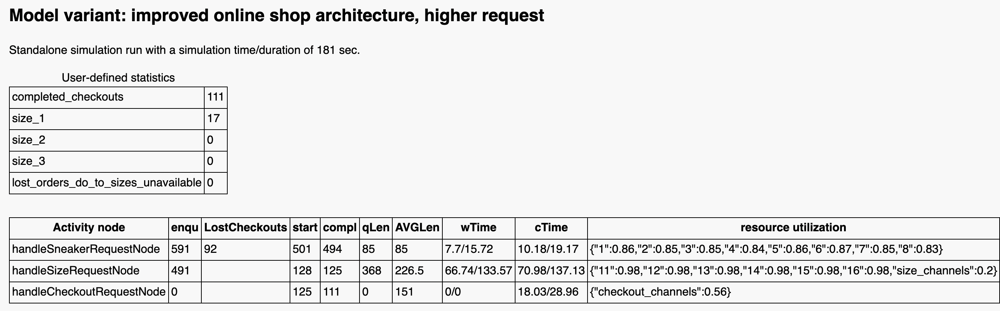 Model variant: improved online shop architecture, higher request
Standalone simulation run with a simulation time/duration of 181 sec.
User-defined statistics
completed_checkouts 111
size_1 17
size_2 0
size_3 0
lost_orders_do_to_sizes_unavailable 0
Activity node enqu LostCheckouts start compl qLen AVGLen wTime cTime resource utilization
handleSneakerRequestNode 591 92 501 494 85 85 7.7/15.72 10.18/19.17 {"1":0.86,"2":0.85,"3":0.85,"4":0.84,"5":0.86,"6":0.87,"7":0.85,"8":0.83}
handleSizeRequestNode 491 128 125 368 226.5 66.74/133.57 70.98/137.13 {"11":0.98,"12":0.98,"13":0.98,"14":0.98,"15":0.98,"16":0.98,"size_channels":0.2}
handleCheckoutRequestNode 0 125 111 0 151 0/0 18.03/28.96 {"checkout_channels":0.56}